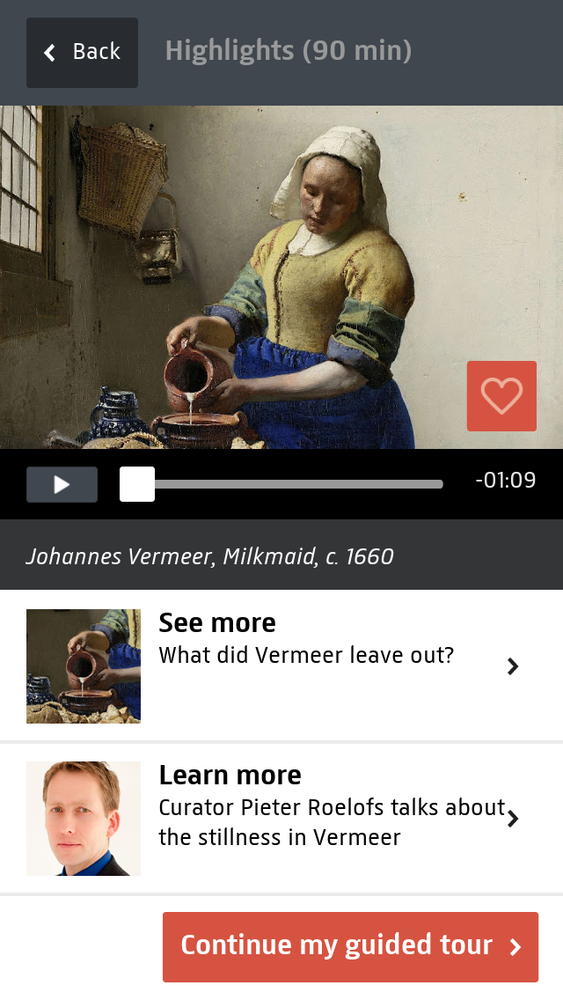 Back
Highlights (90 min)
-01:09
Johannes Vermeer, Milkmaid, c. 1660
See more
What did Vermeer leave out?
Learn more
Curator Pieter Roelofs talks about
the stillness in Vermeer
Continue my guided tour